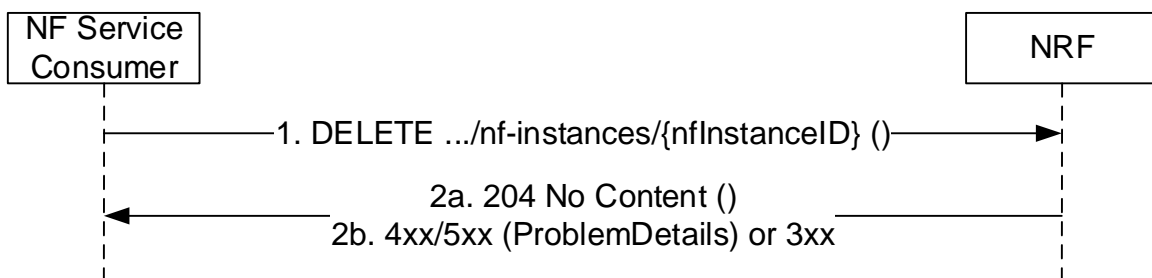 NF Service
Consumer
NRF
1. DELETE .../nf-instances/{nfInstanceID} ()
2a. 204 No Content ()
2b. 4xx/5xx (ProblemDetails) or 3xx